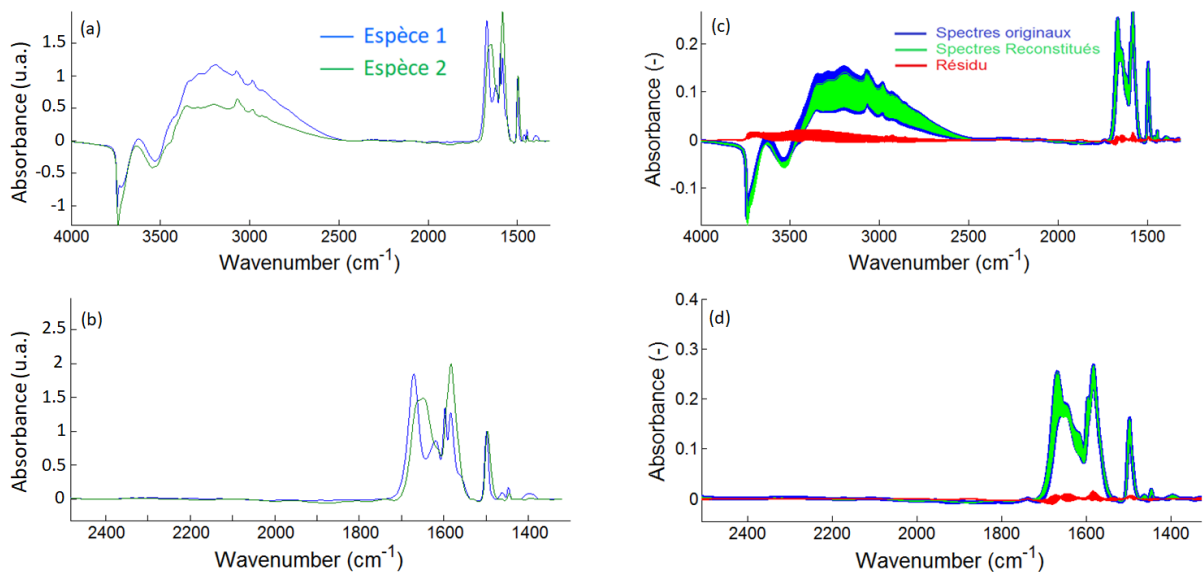 (a)
Espèce 1
Espèce 2
Absorbance (u.a.)
1.5
1
0.5
0
-0.5
-1
4000 3500 3000 2500 2000 1500
Wavenumber (cm-1)
(c)
Spectres originaux
Spectres Reconstitués
Résidu
Absorbance (-)
0.2
0.1
0
-0.1
4000 3500 3000 2500 2000 1500
Wavenumber (cm-1)
(b)
Absorbance (u.a.)
2.5
2
1.5
1
0.5
0
2400 2200 2000 1800 1600 1400
Wavenumber (cm-1)
(d)
Absorbance (-)
0.4
0.3
0.2
0.1
0
2400 2200 2000 1800 1600 1400
Wavenumber (cm-1)